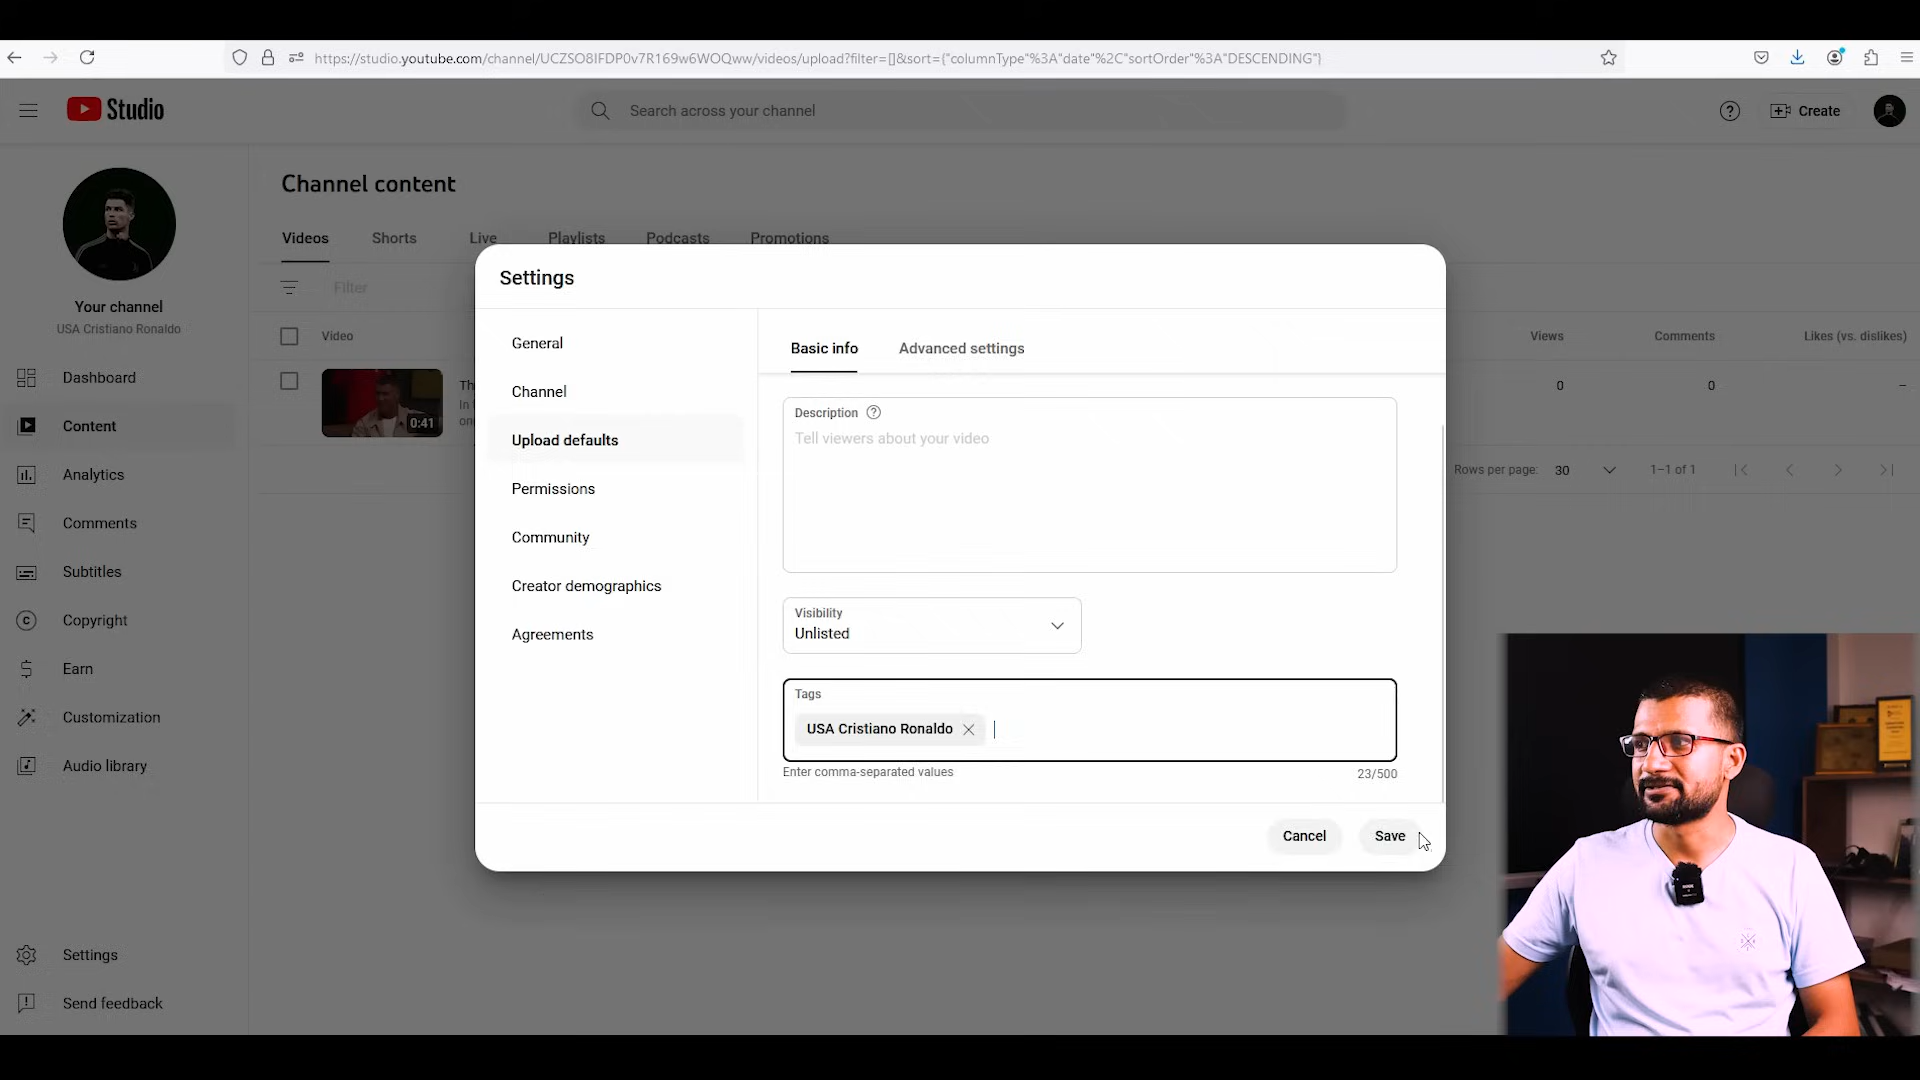 https://studio.youtube.com/channel/UCZSO8IFDP0v7R169w6WOQww/videos/upload?filter=[]&sort={"columnType"%3A"date"%2C"sortOrder"%3A"DESCENDING"}
Studio
Search across your channel
Create
Your channel
USA Cristiano Ronaldo
Dashboard
Content
Analytics
Comments
Subtitles
Copyright
Earn
Customization
Audio library
Settings
Send feedback
Channel content
Videos Shorts Live Playlists Podcasts Promotions
Filter
Video Views Comments Likes (vs. dislikes)
0:41
Th
In
on
0 0 –
Rows per page: 30 1–1 of 1
Settings
General
Channel
Upload defaults
Permissions
Community
Creator demographics
Agreements
Basic info Advanced settings
Description
Tell viewers about your video
Visibility
Unlisted
Tags
USA Cristiano Ronaldo
Enter comma-separated values 23/500
Cancel Save